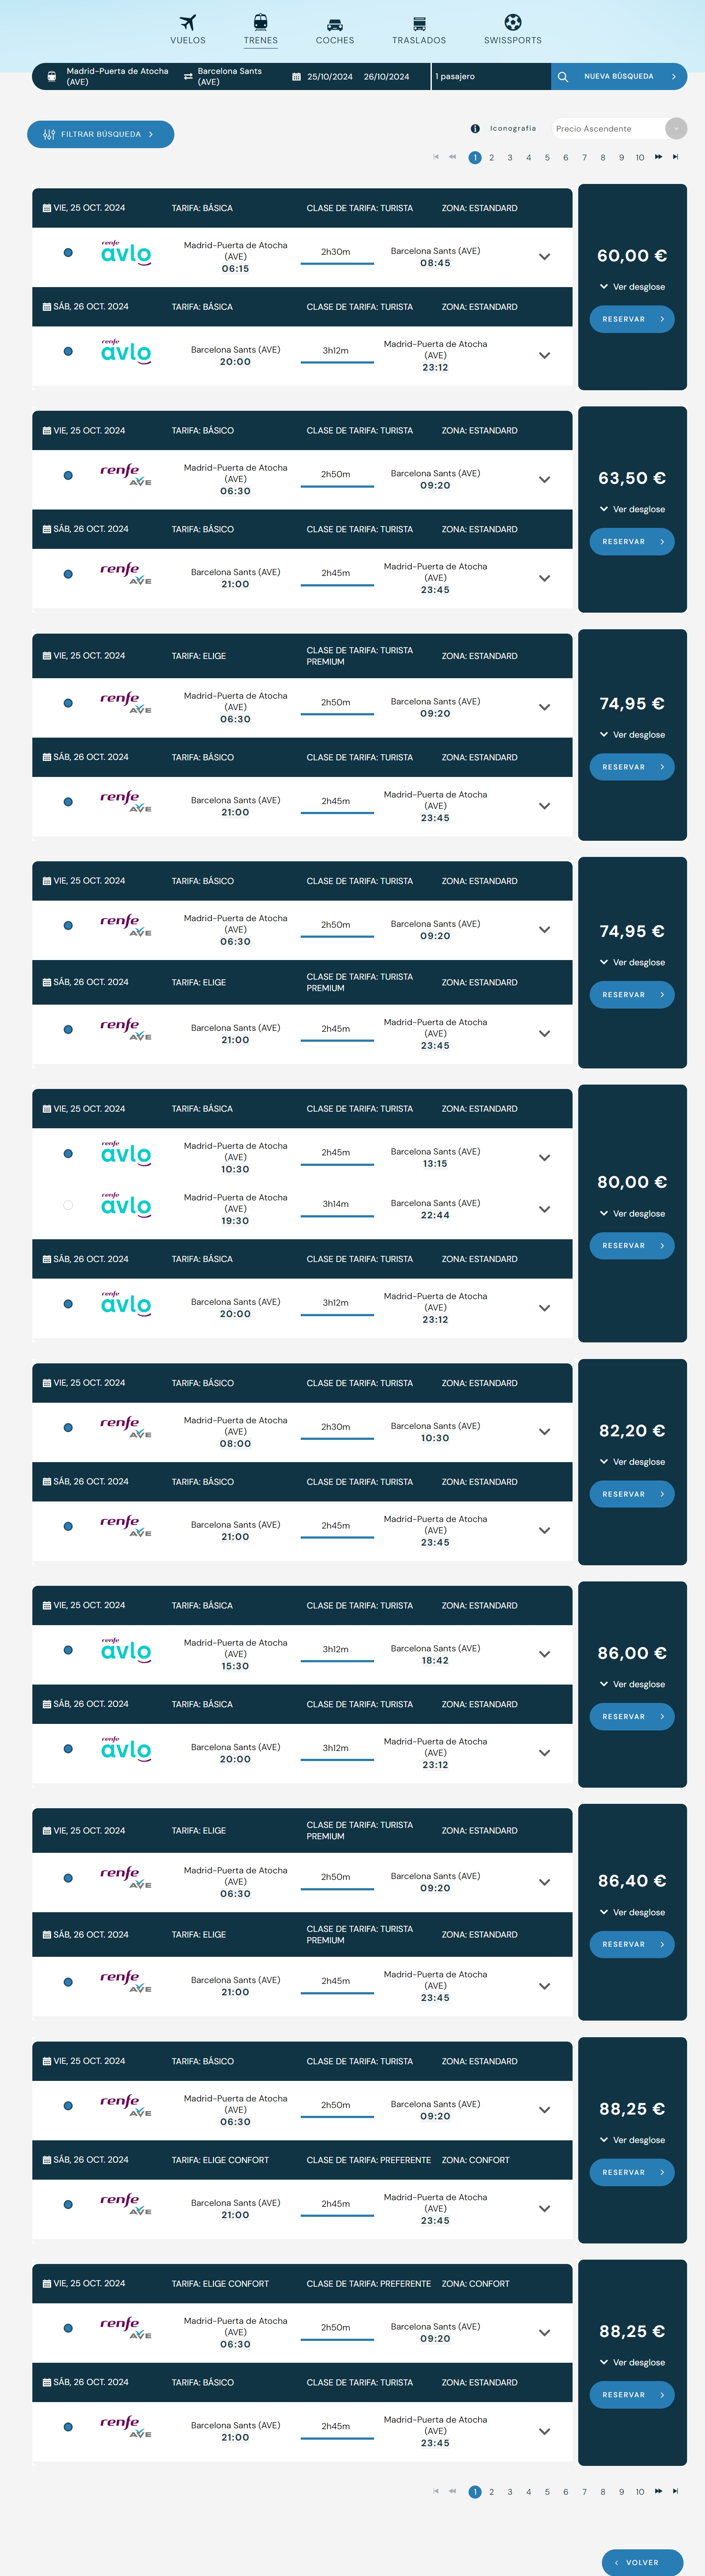 VUELOS TRENES COCHES TRASLADOS SWISSPORTS
Madrid-Puerta de Atocha (AVE) Barcelona Sants (AVE) 25/10/2024 26/10/2024 1 pasajero NUEVA BÚSQUEDA
FILTRAR BÚSQUEDA Iconografía Precio Ascendente
1 2 3 4 5 6 7 8 9 10
VIE, 25 OCT. 2024 TARIFA: BÁSICA CLASE DE TARIFA: TURISTA ZONA: ESTANDARD
renfe avlo Madrid-Puerta de Atocha (AVE) 06:15 2h30m Barcelona Sants (AVE) 08:45
SÁB, 26 OCT. 2024 TARIFA: BÁSICA CLASE DE TARIFA: TURISTA ZONA: ESTANDARD
renfe avlo Barcelona Sants (AVE) 20:00 3h12m Madrid-Puerta de Atocha (AVE) 23:12
60,00 €
Ver desglose
RESERVAR
VIE, 25 OCT. 2024 TARIFA: BÁSICO CLASE DE TARIFA: TURISTA ZONA: ESTANDARD
renfe AVE Madrid-Puerta de Atocha (AVE) 06:30 2h50m Barcelona Sants (AVE) 09:20
SÁB, 26 OCT. 2024 TARIFA: BÁSICO CLASE DE TARIFA: TURISTA ZONA: ESTANDARD
renfe AVE Barcelona Sants (AVE) 21:00 2h45m Madrid-Puerta de Atocha (AVE) 23:45
63,50 €
Ver desglose
RESERVAR
VIE, 25 OCT. 2024 TARIFA: ELIGE CLASE DE TARIFA: TURISTA PREMIUM ZONA: ESTANDARD
renfe AVE Madrid-Puerta de Atocha (AVE) 06:30 2h50m Barcelona Sants (AVE) 09:20
SÁB, 26 OCT. 2024 TARIFA: BÁSICO CLASE DE TARIFA: TURISTA ZONA: ESTANDARD
renfe AVE Barcelona Sants (AVE) 21:00 2h45m Madrid-Puerta de Atocha (AVE) 23:45
74,95 €
Ver desglose
RESERVAR
VIE, 25 OCT. 2024 TARIFA: BÁSICO CLASE DE TARIFA: TURISTA ZONA: ESTANDARD
renfe AVE Madrid-Puerta de Atocha (AVE) 06:30 2h50m Barcelona Sants (AVE) 09:20
SÁB, 26 OCT. 2024 TARIFA: ELIGE CLASE DE TARIFA: TURISTA PREMIUM ZONA: ESTANDARD
renfe AVE Barcelona Sants (AVE) 21:00 2h45m Madrid-Puerta de Atocha (AVE) 23:45
74,95 €
Ver desglose
RESERVAR
VIE, 25 OCT. 2024 TARIFA: BÁSICA CLASE DE TARIFA: TURISTA ZONA: ESTANDARD
renfe avlo Madrid-Puerta de Atocha (AVE) 10:30 2h45m Barcelona Sants (AVE) 13:15
renfe avlo Madrid-Puerta de Atocha (AVE) 19:30 3h14m Barcelona Sants (AVE) 22:44
SÁB, 26 OCT. 2024 TARIFA: BÁSICA CLASE DE TARIFA: TURISTA ZONA: ESTANDARD
renfe avlo Barcelona Sants (AVE) 20:00 3h12m Madrid-Puerta de Atocha (AVE) 23:12
80,00 €
Ver desglose
RESERVAR
VIE, 25 OCT. 2024 TARIFA: BÁSICO CLASE DE TARIFA: TURISTA ZONA: ESTANDARD
renfe AVE Madrid-Puerta de Atocha (AVE) 08:00 2h30m Barcelona Sants (AVE) 10:30
SÁB, 26 OCT. 2024 TARIFA: BÁSICO CLASE DE TARIFA: TURISTA ZONA: ESTANDARD
renfe AVE Barcelona Sants (AVE) 21:00 2h45m Madrid-Puerta de Atocha (AVE) 23:45
82,20 €
Ver desglose
RESERVAR
VIE, 25 OCT. 2024 TARIFA: BÁSICA CLASE DE TARIFA: TURISTA ZONA: ESTANDARD
renfe avlo Madrid-Puerta de Atocha (AVE) 15:30 3h12m Barcelona Sants (AVE) 18:42
SÁB, 26 OCT. 2024 TARIFA: BÁSICA CLASE DE TARIFA: TURISTA ZONA: ESTANDARD
renfe avlo Barcelona Sants (AVE) 20:00 3h12m Madrid-Puerta de Atocha (AVE) 23:12
86,00 €
Ver desglose
RESERVAR
VIE, 25 OCT. 2024 TARIFA: ELIGE CLASE DE TARIFA: TURISTA PREMIUM ZONA: ESTANDARD
renfe AVE Madrid-Puerta de Atocha (AVE) 06:30 2h50m Barcelona Sants (AVE) 09:20
SÁB, 26 OCT. 2024 TARIFA: ELIGE CLASE DE TARIFA: TURISTA PREMIUM ZONA: ESTANDARD
renfe AVE Barcelona Sants (AVE) 21:00 2h45m Madrid-Puerta de Atocha (AVE) 23:45
86,40 €
Ver desglose
RESERVAR
VIE, 25 OCT. 2024 TARIFA: BÁSICO CLASE DE TARIFA: TURISTA ZONA: ESTANDARD
renfe AVE Madrid-Puerta de Atocha (AVE) 06:30 2h50m Barcelona Sants (AVE) 09:20
SÁB, 26 OCT. 2024 TARIFA: ELIGE CONFORT CLASE DE TARIFA: PREFERENTE ZONA: CONFORT
renfe AVE Barcelona Sants (AVE) 21:00 2h45m Madrid-Puerta de Atocha (AVE) 23:45
88,25 €
Ver desglose
RESERVAR
VIE, 25 OCT. 2024 TARIFA: ELIGE CONFORT CLASE DE TARIFA: PREFERENTE ZONA: CONFORT
renfe AVE Madrid-Puerta de Atocha (AVE) 06:30 2h50m Barcelona Sants (AVE) 09:20
SÁB, 26 OCT. 2024 TARIFA: BÁSICO CLASE DE TARIFA: TURISTA ZONA: ESTANDARD
renfe AVE Barcelona Sants (AVE) 21:00 2h45m Madrid-Puerta de Atocha (AVE) 23:45
88,25 €
Ver desglose
RESERVAR
1 2 3 4 5 6 7 8 9 10
VOLVER